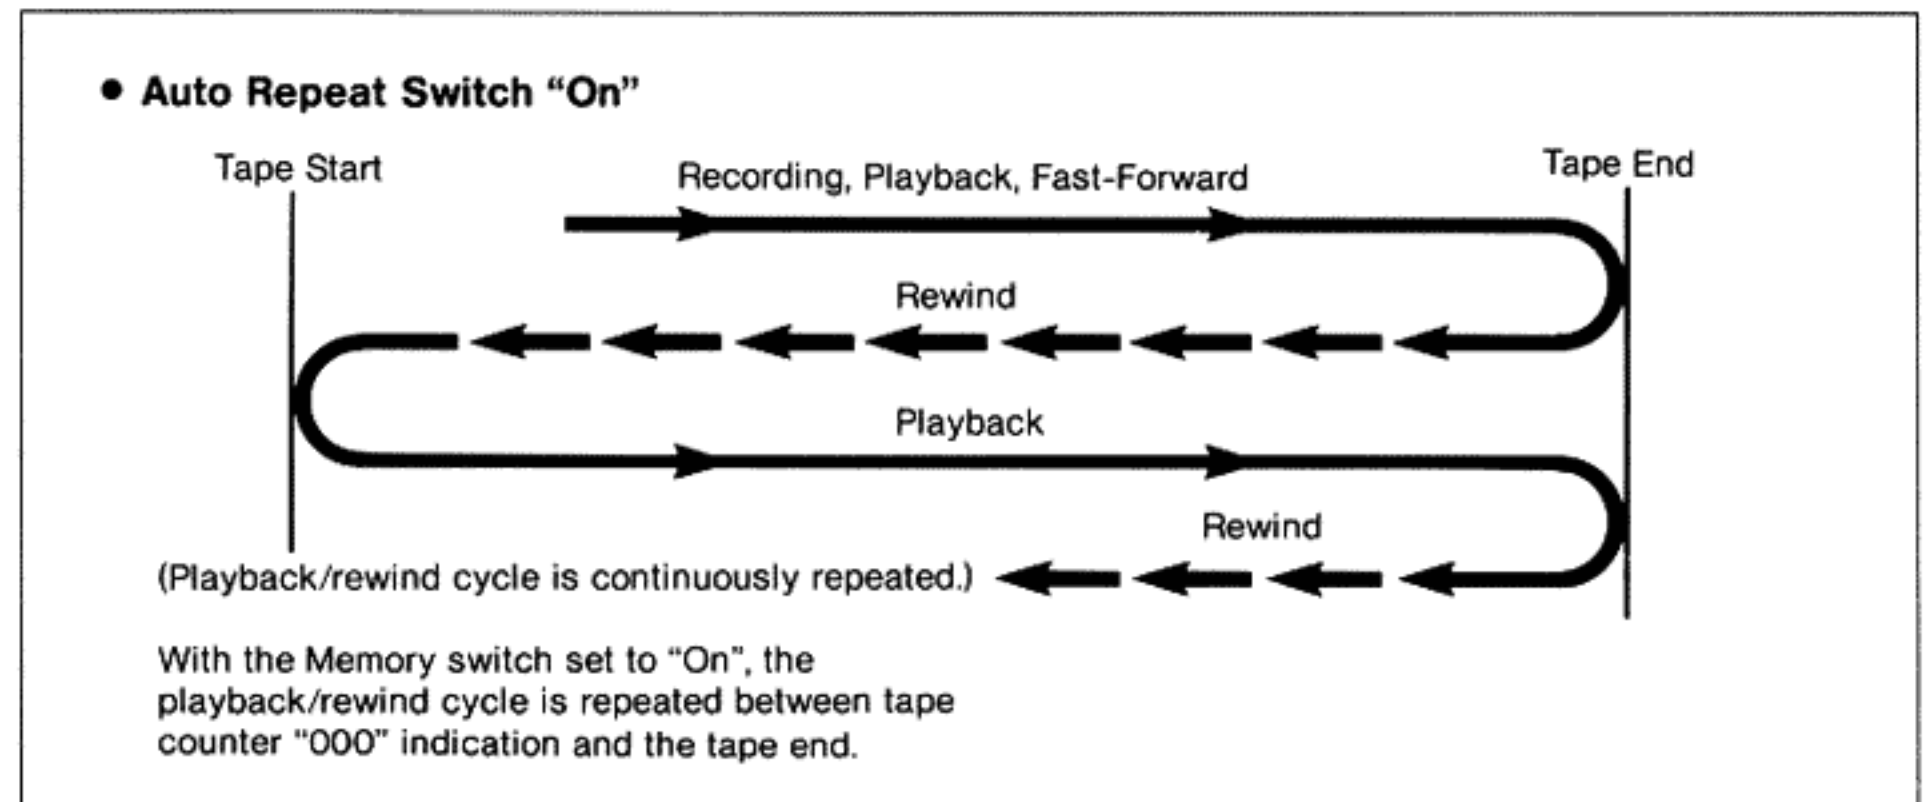 ● Auto Repeat Switch “On”
Tape Start
Recording, Playback, Fast-Forward
Tape End
Rewind
Playback
Rewind
(Playback/rewind cycle is continuously repeated.)
With the Memory switch set to “On”, the
playback/rewind cycle is repeated between tape
counter “000” indication and the tape end.